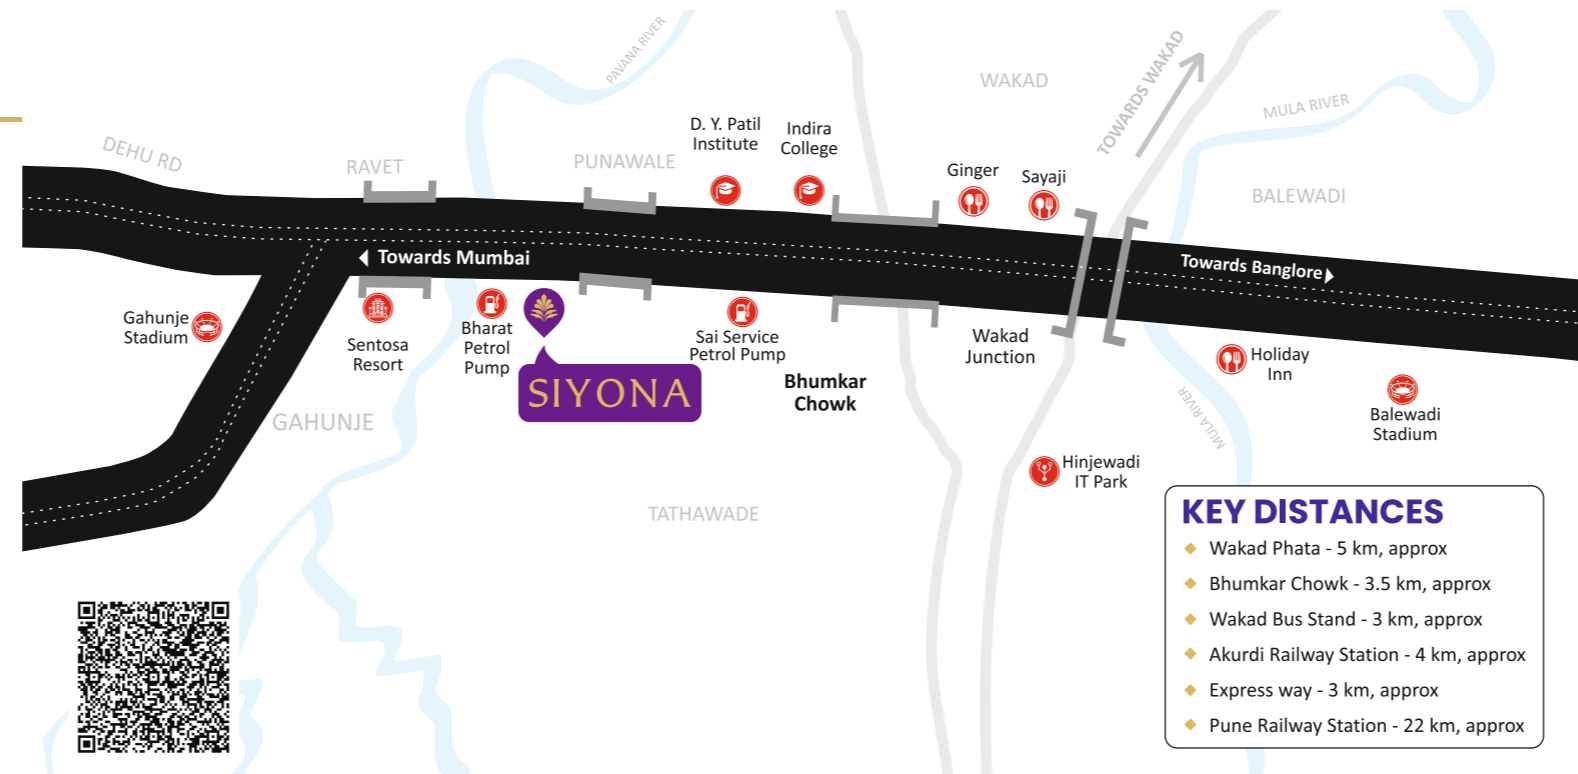 PAVANA RIVER
WAKAD
TOWARDS WAKAD
MULA RIVER
DEHU RD
RAVET
PUNAWALE
D. Y. Patil
Institute
Indira
College
Ginger
Sayaji
BALEWADI
Towards Mumbai
Towards Banglore
Gahunje
Stadium
Sentosa
Resort
Bharat
Petrol
Pump
SIYONA
Sai Service
Petrol Pump
Bhumkar
Chowk
Wakad
Junction
Holiday
Inn
MULA RIVER
Balewadi
Stadium
GAHUNJE
Hinjewadi
IT Park
TATHAWADE
KEY DISTANCES
Wakad Phata - 5 km, approx
Bhumkar Chowk - 3.5 km, approx
Wakad Bus Stand - 3 km, approx
Akurdi Railway Station - 4 km, approx
Express way - 3 km, approx
Pune Railway Station - 22 km, approx